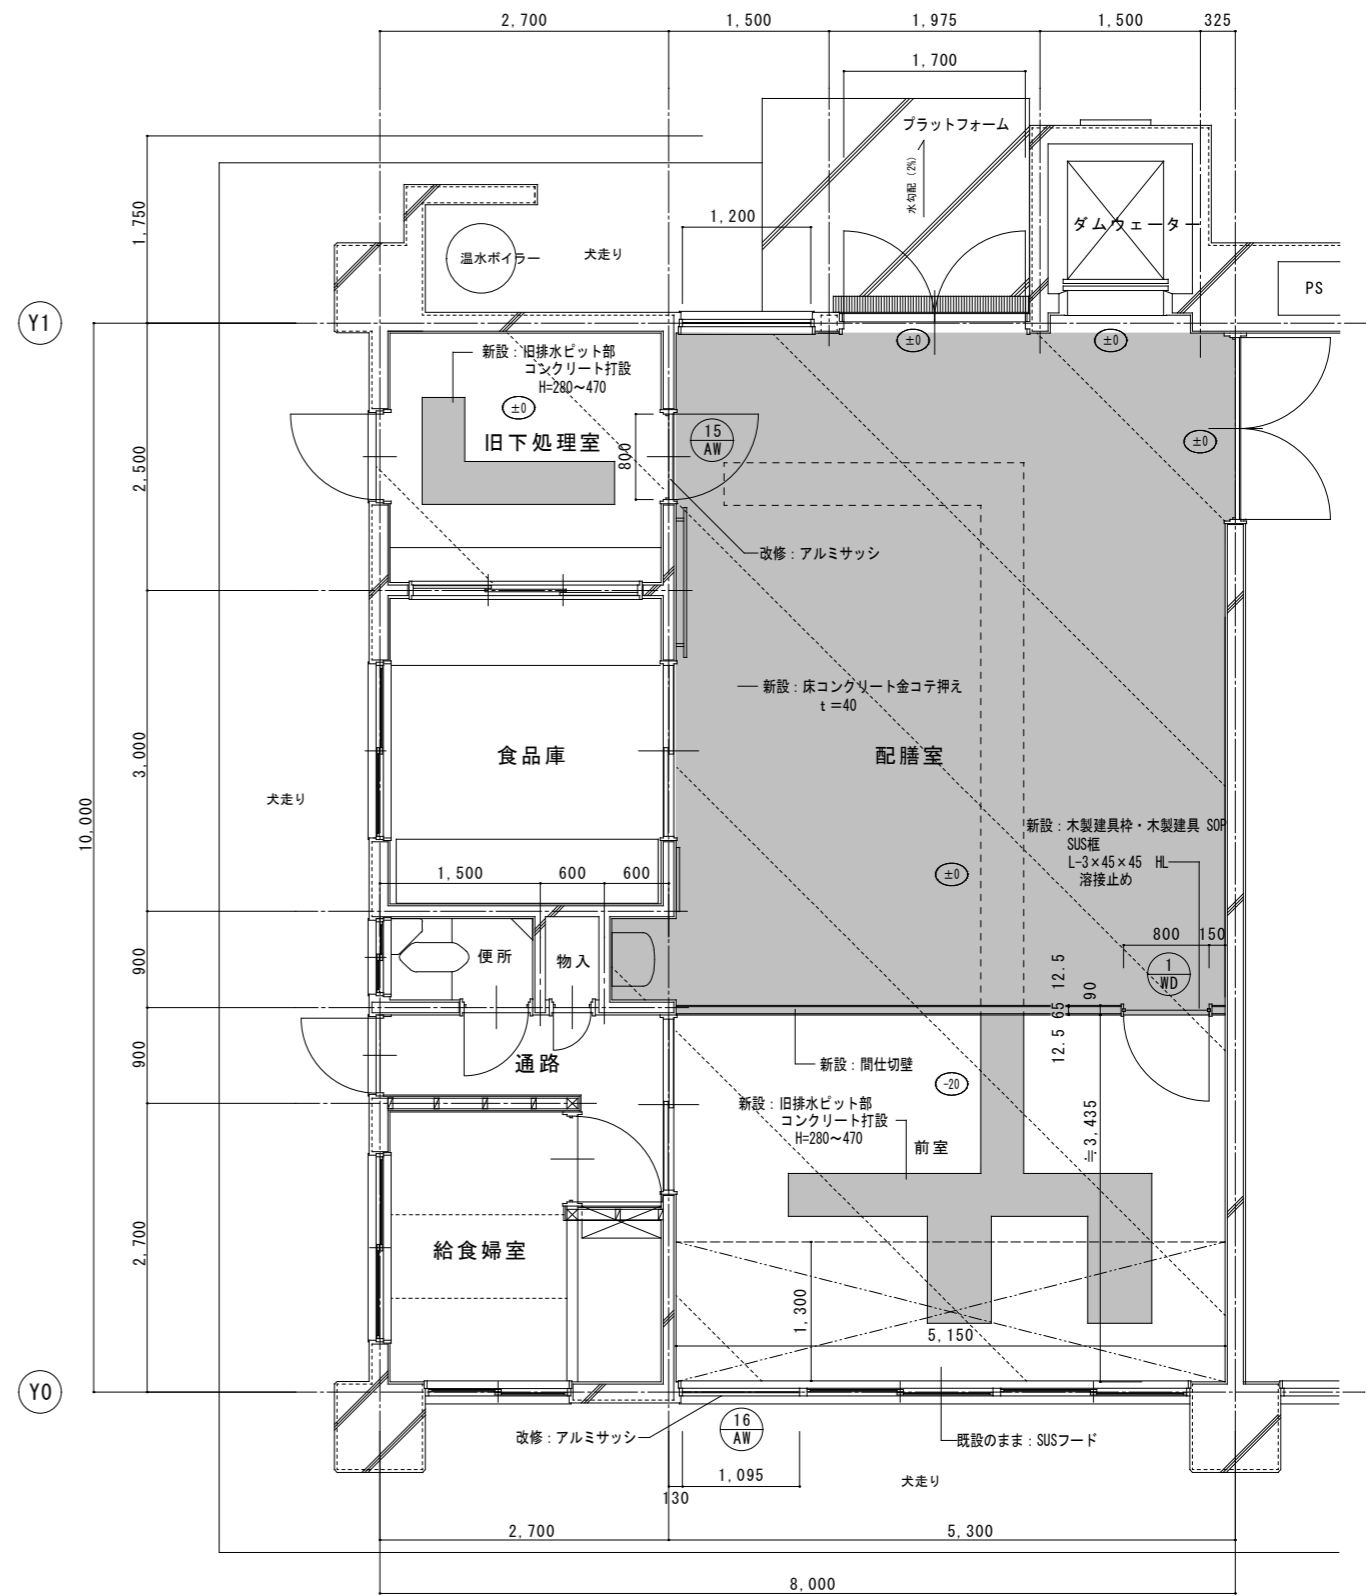 2,700
1,500
1,975
1,500
325
1,700
プラットフォーム
水勾配 (2%)
ダムウェーター
1,750
1,200
温水ボイラー
犬走り
PS
Y1
±0
±0
新設：旧排水ピット部
コンクリート打設
H=280～470
±0
旧下処理室
800
15
AW
±0
2,500
改修：アルミサッシ
新設：床コンクリート金コテ押え
t=40
食品庫
配膳室
3,000
10,000
犬走り
新設：木製建具枠・木製建具 SOP
SUS框
L-3×45×45 HL
溶接止め
±0
1,500
600
600
800
150
1
WD
900
便所
物入
12.5
65
12.5
90
900
通路
新設：間仕切壁
-20
新設：旧排水ピット部
コンクリート打設
H=280～470
前室
≒3,435
2,700
給食婦室
1,300
5,150
Y0
改修：アルミサッシ
16
AW
既設のまま：SUSフード
1,095
130
犬走り
2,700
5,300
8,000